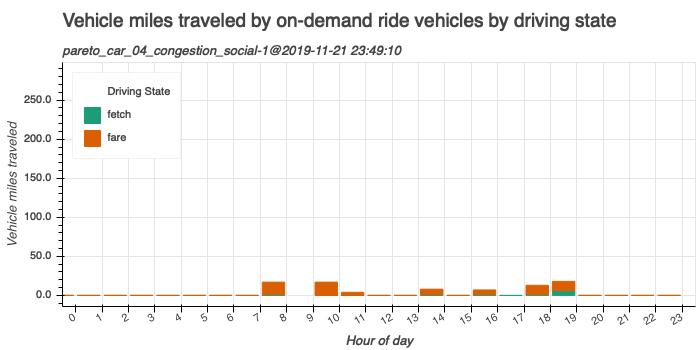 Vehicle miles traveled by on-demand ride vehicles by driving state
pareto_car_04_congestion_social-1@2019-11-21 23:49:10
Driving State
fetch
fare
250.0
200.0
150.0
100.0
50.0
0.0
Vehicle miles traveled
0 1 2 3 4 5 6 7 8 9 10 11 12 13 14 15 16 17 18 19 20 21 22 23
Hour of day